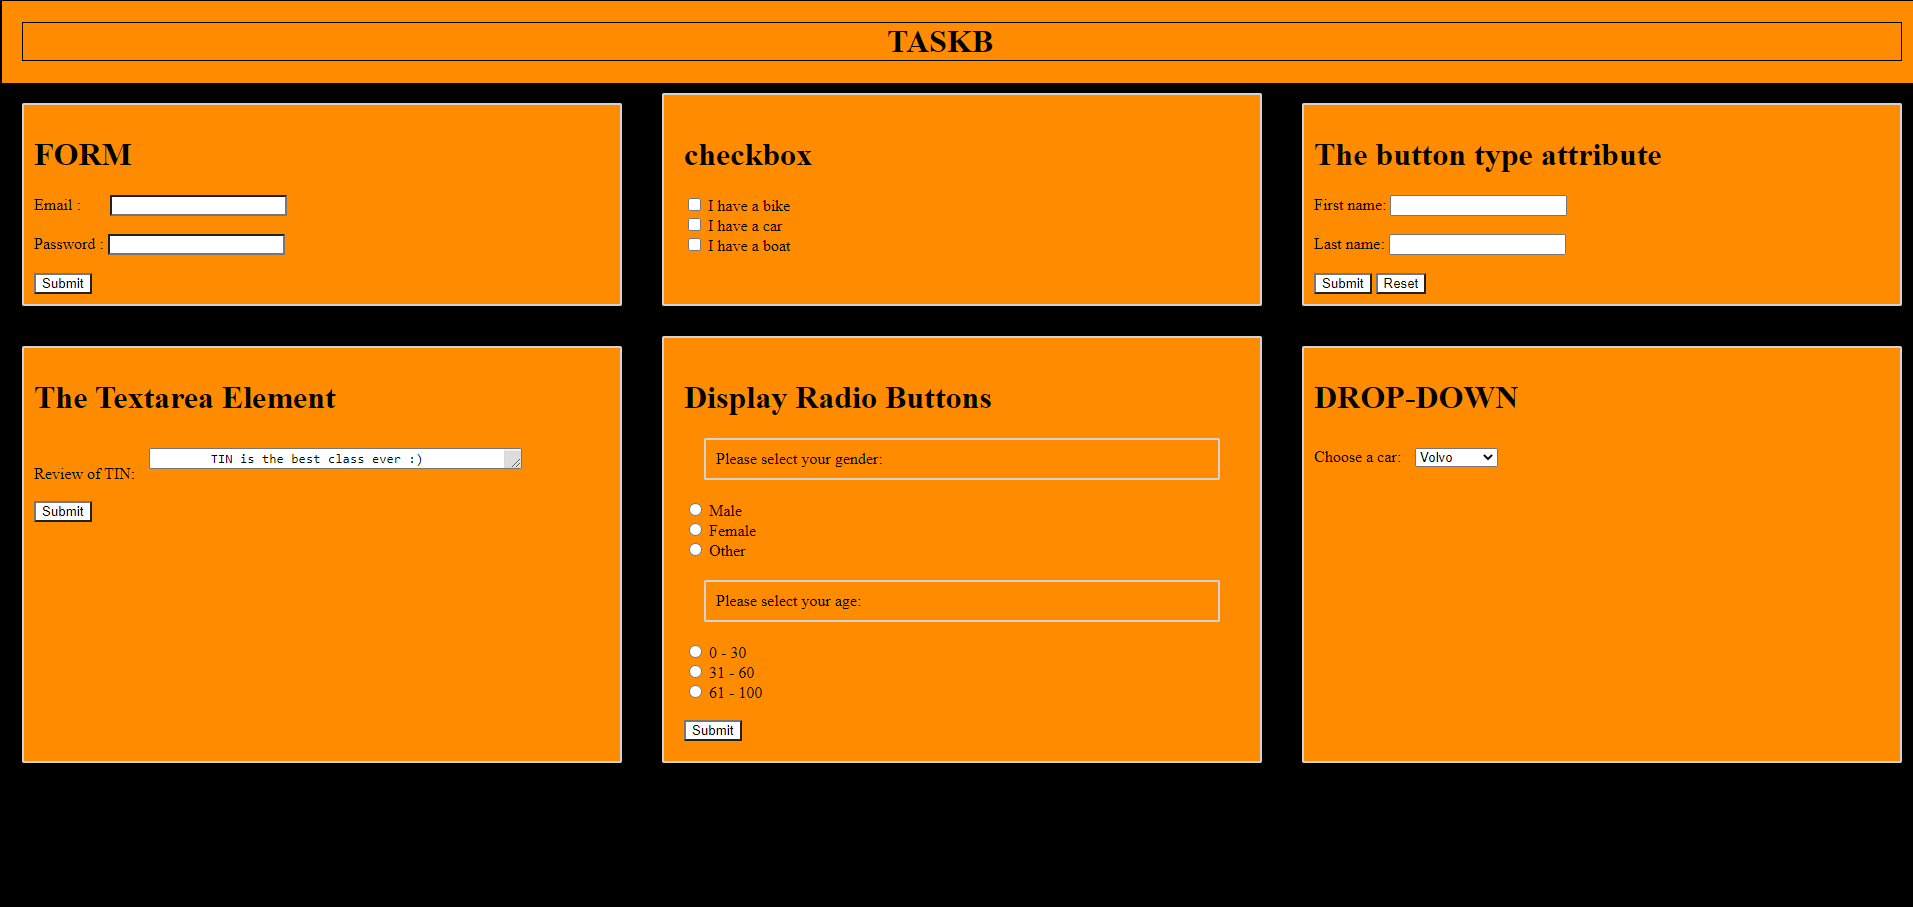 TASKB
FORM
Email :
Password :
Submit
checkbox
I have a bike
I have a car
I have a boat
The button type attribute
First name:
Last name:
Submit Reset
The Textarea Element
TIN is the best class ever :)
Review of TIN:
Submit
Display Radio Buttons
Please select your gender:
Male
Female
Other
Please select your age:
0 - 30
31 - 60
61 - 100
Submit
DROP-DOWN
Choose a car: Volvo